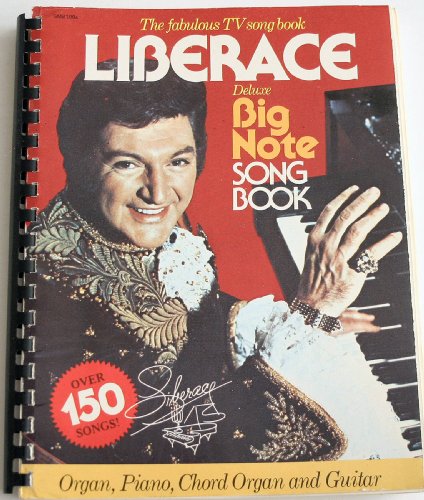 The fabulous TV song book
LIBERACE
Deluxe
Big
Note
SONG
BOOK
OVER
150
SONGS!
Liberace
Organ, Piano, Chord Organ and Guitar